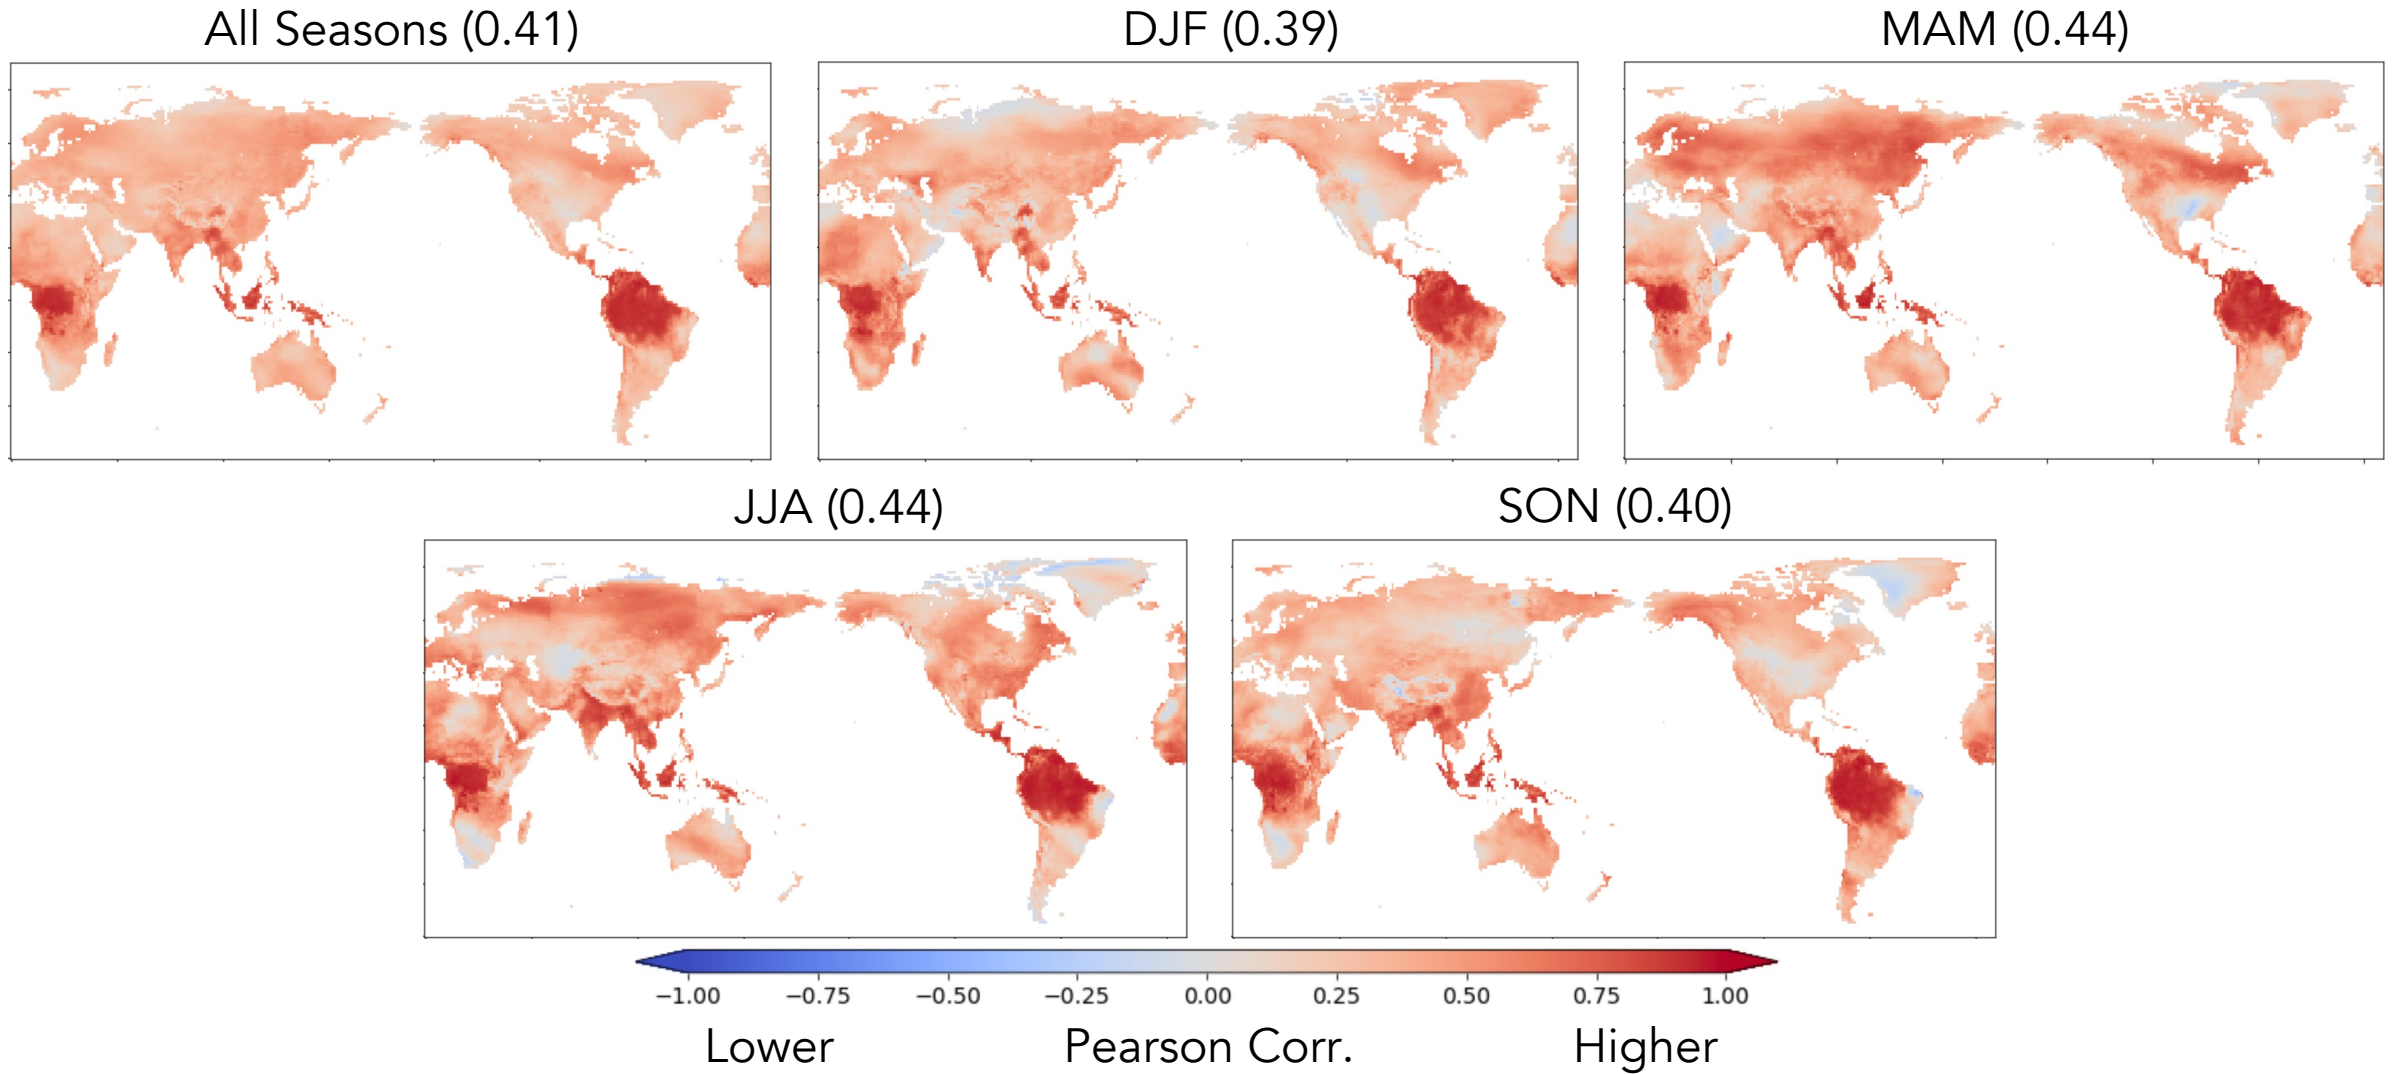 All Seasons (0.41)
DJF (0.39)
MAM (0.44)
JJA (0.44)
SON (0.40)
−1.00 −0.75 −0.50 −0.25 0.00 0.25 0.50 0.75 1.00
Lower Pearson Corr. Higher